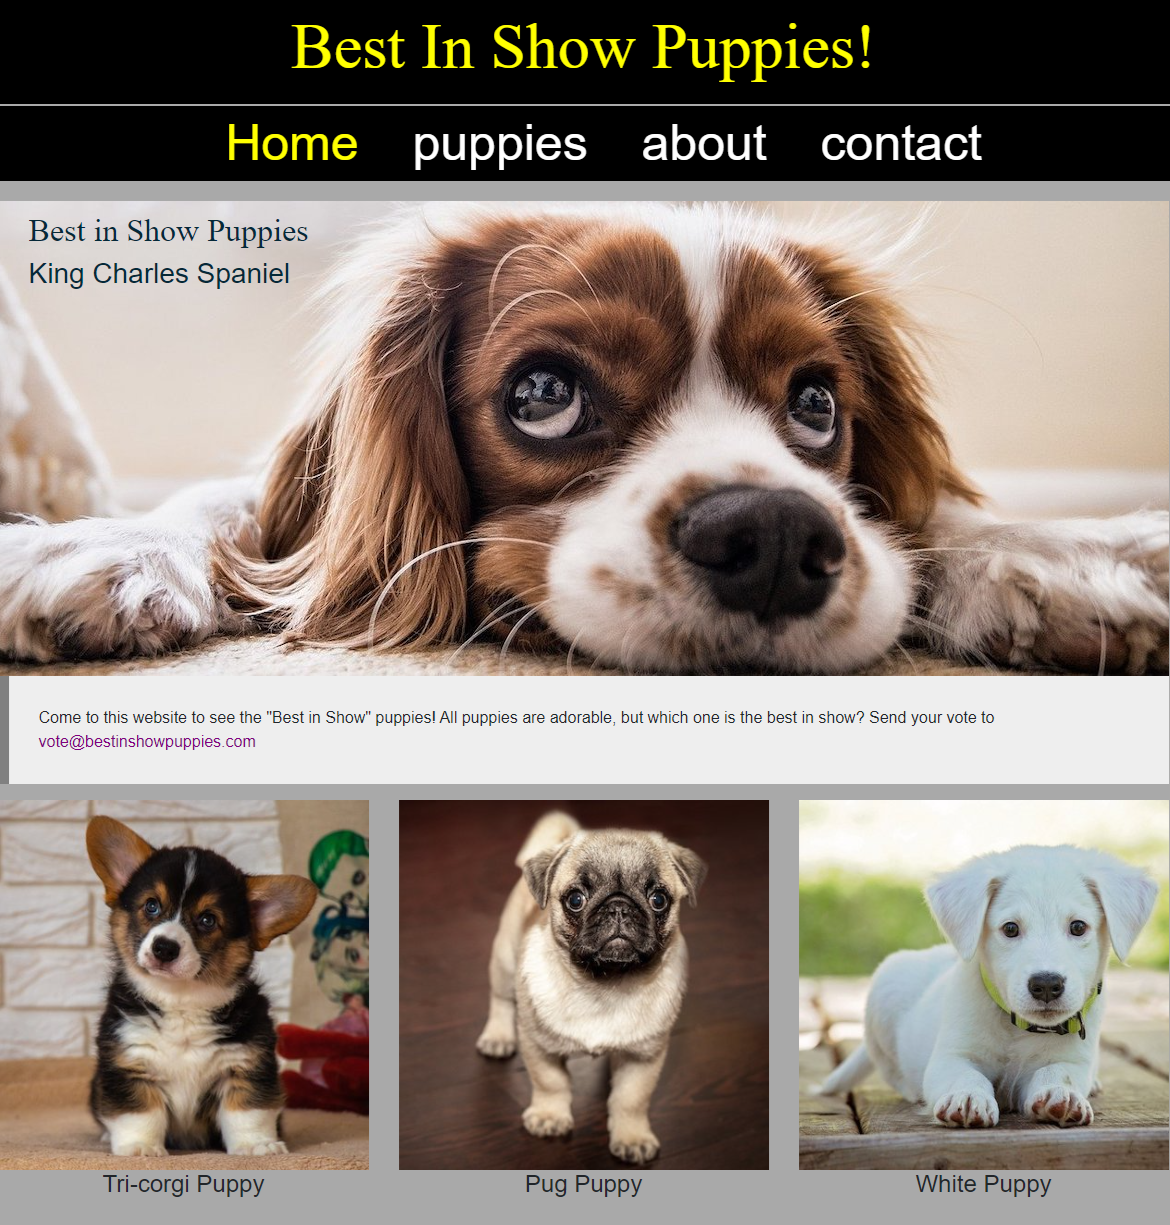 Best In Show Puppies!
Home puppies about contact
Best in Show Puppies
King Charles Spaniel
Come to this website to see the "Best in Show" puppies! All puppies are adorable, but which one is the best in show? Send your vote to
vote@bestinshowpuppies.com
Tri-corgi Puppy
Pug Puppy
White Puppy